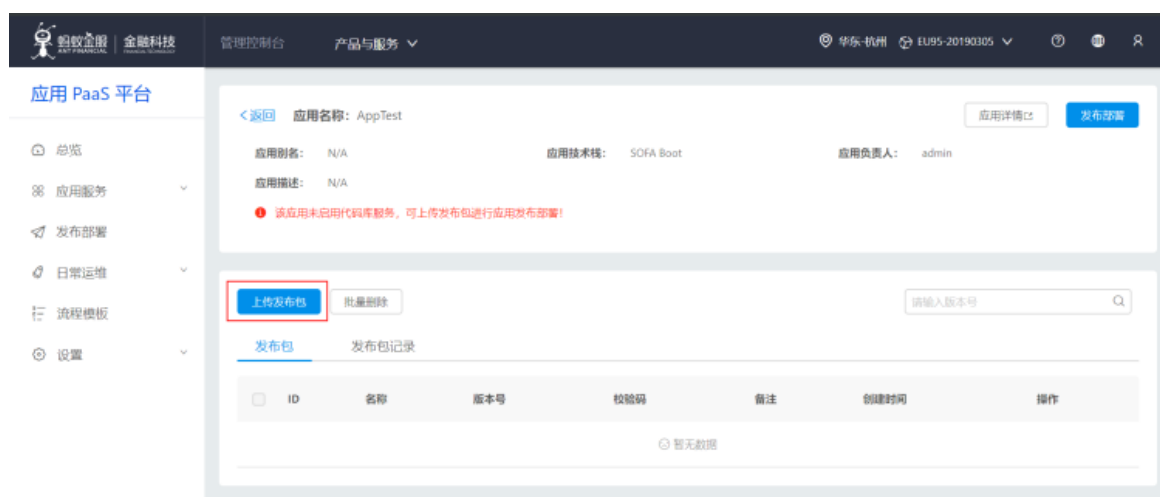 蚂蚁金服 金融科技 管理控制台 产品与服务 华东-杭州 EU95-20190305
ANT FINANCIAL
应用 PaaS 平台
<返回 应用名称: AppTest 应用详情 发布部署
总览 应用别名: N/A 应用技术栈: SOFA Boot 应用负责人: admin
应用服务 应用描述: N/A
该应用未启用代码库服务，可上传发布包进行应用发布部署!
发布部署
日常运维
上传发布包 批量删除 请输入版本号
流程模板
设置 发布包 发布包记录
ID 名称 版本号 校验码 备注 创建时间 操作
暂无数据